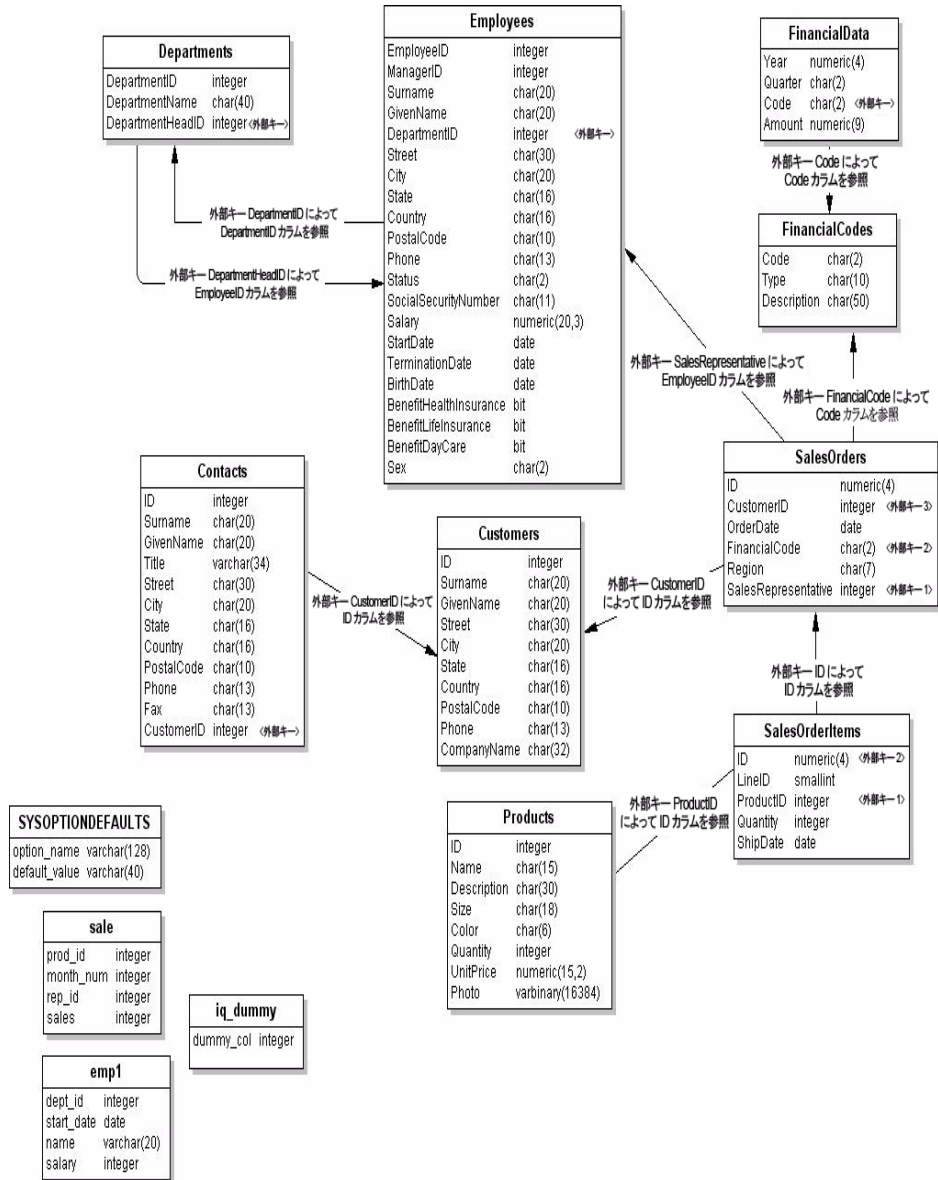 Departments
DepartmentID integer
DepartmentName char(40)
DepartmentHeadID integer <外部キー>
Employees
EmployeeID integer
ManagerID integer
Surname char(20)
GivenName char(20)
DepartmentID integer <外部キー>
Street char(30)
City char(20)
State char(16)
Country char(16)
PostalCode char(10)
Phone char(13)
Status char(2)
SocialSecurityNumber char(11)
Salary numeric(20,3)
StartDate date
TerminationDate date
BirthDate date
BenefitHealthInsurance bit
BenefitLifeInsurance bit
BenefitDayCare bit
Sex char(2)
FinancialData
Year numeric(4)
Quarter char(2)
Code char(2) <外部キー>
Amount numeric(9)
外部キー Code によって
Code カラムを参照
外部キー DepartmentID によって
DepartmentID カラムを参照
外部キー DepartmentHeadID によって
EmployeeID カラムを参照
FinancialCodes
Code char(2)
Type char(10)
Description char(50)
外部キー SalesRepresentative によって
EmployeeID カラムを参照
外部キー FinancialCode によって
Code カラムを参照
Contacts
ID integer
Surname char(20)
GivenName char(20)
Title varchar(34)
Street char(30)
City char(20)
State char(16)
Country char(16)
PostalCode char(10)
Phone char(13)
Fax char(13)
CustomerID integer <外部キー>
外部キー CustomerID によって
ID カラムを参照
Customers
ID integer
Surname char(20)
GivenName char(20)
Street char(30)
City char(20)
State char(16)
Country char(16)
PostalCode char(10)
Phone char(13)
CompanyName char(32)
外部キー CustomerID
によって ID カラムを参照
SalesOrders
ID numeric(4)
CustomerID integer <外部キー3>
OrderDate date
FinancialCode char(2) <外部キー2>
Region char(7)
SalesRepresentative integer <外部キー1>
外部キー ID によって
ID カラムを参照
SalesOrderItems
ID numeric(4) <外部キー2>
LineID smallint
ProductID integer <外部キー1>
Quantity integer
ShipDate date
外部キー ProductID
によって ID カラムを参照
Products
ID integer
Name char(15)
Description char(30)
Size char(18)
Color char(6)
Quantity integer
UnitPrice numeric(15,2)
Photo varbinary(16384)
SYSOPTIONDEFAULTS
option_name varchar(128)
default_value varchar(40)
sale
prod_id integer
month_num integer
rep_id integer
sales integer
iq_dummy
dummy_col integer
emp1
dept_id integer
start_date date
name varchar(20)
salary integer